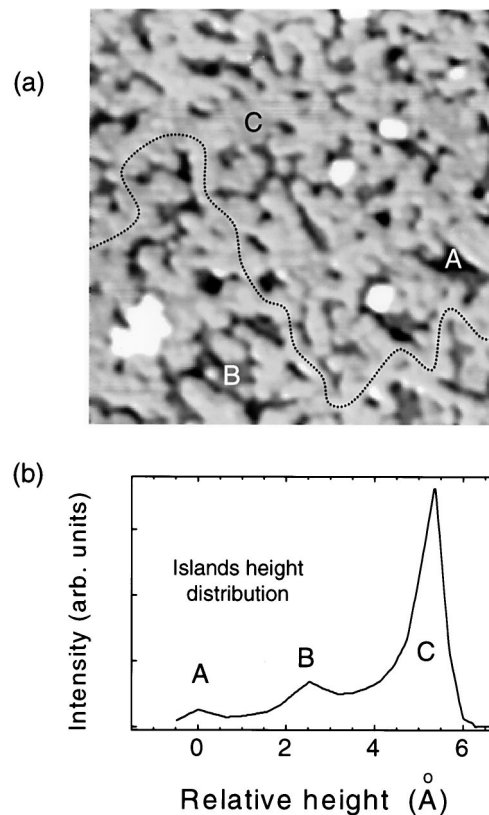 (a)
C
A
B
(b)
Intensity (arb. units)
Islands height
distribution
A
B
C
0 2 4 6
Relative height (Å)